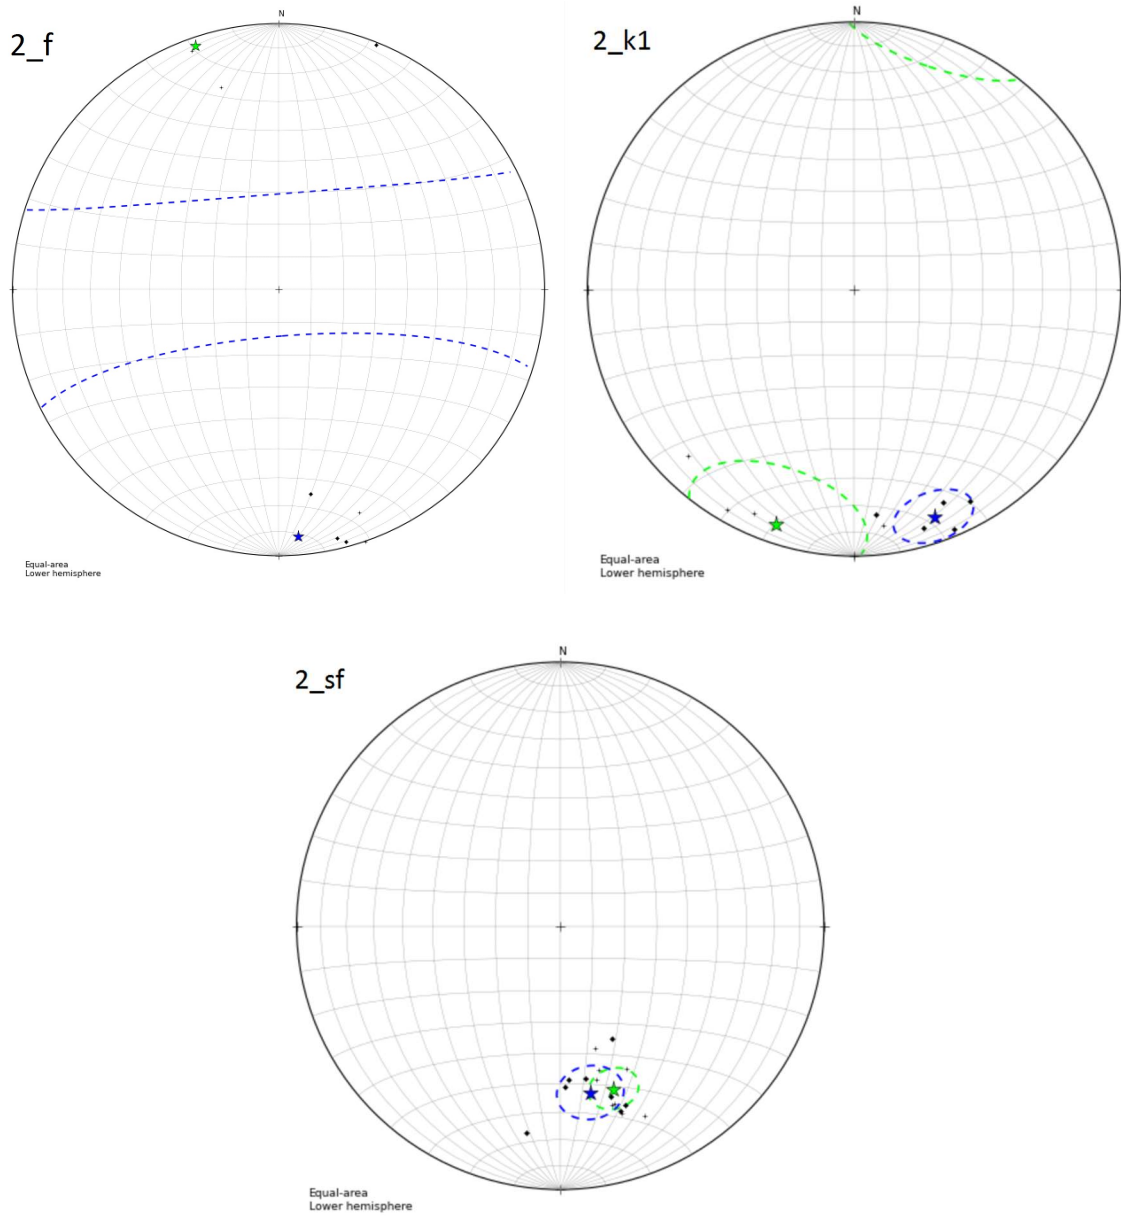 2_f
N
Equal-area
Lower hemisphere
2_k1
N
Equal-area
Lower hemisphere
2_sf
N
Equal-area
Lower hemisphere